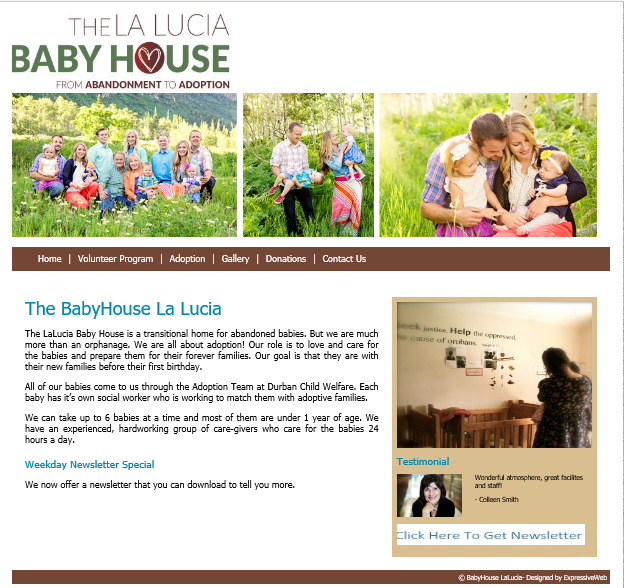 THE LA LUCIA
BABY HOUSE
FROM ABANDONMENT TO ADOPTION
Home | Volunteer Program | Adoption | Gallery | Donations | Contact Us
The BabyHouse La Lucia
The LaLucia Baby House is a transitional home for abandoned babies. But we are much
more than an orphanage. We are all about adoption! Our role is to love and care for
the babies and prepare them for their forever families. Our goal is that they are with
their new families before their first birthday.
All of our babies come to us through the Adoption Team at Durban Child Welfare. Each
baby has it's own social worker who is working to match them with adoptive families.
We can take up to 6 babies at a time and most of them are under 1 year of age. We
have an experienced, hardworking group of care-givers who care for the babies 24
hours a day.
Weekday Newsletter Special
We now offer a newsletter that you can download to tell you more.
seek justice. Help the oppressed,
the cause of orphans.
Testimonial
Wonderful atmosphere, great facilites
and staff!
- Colleen Smith
Click Here To Get Newsletter
© BabyHouse LaLucia- Designed by ExpressiveWeb